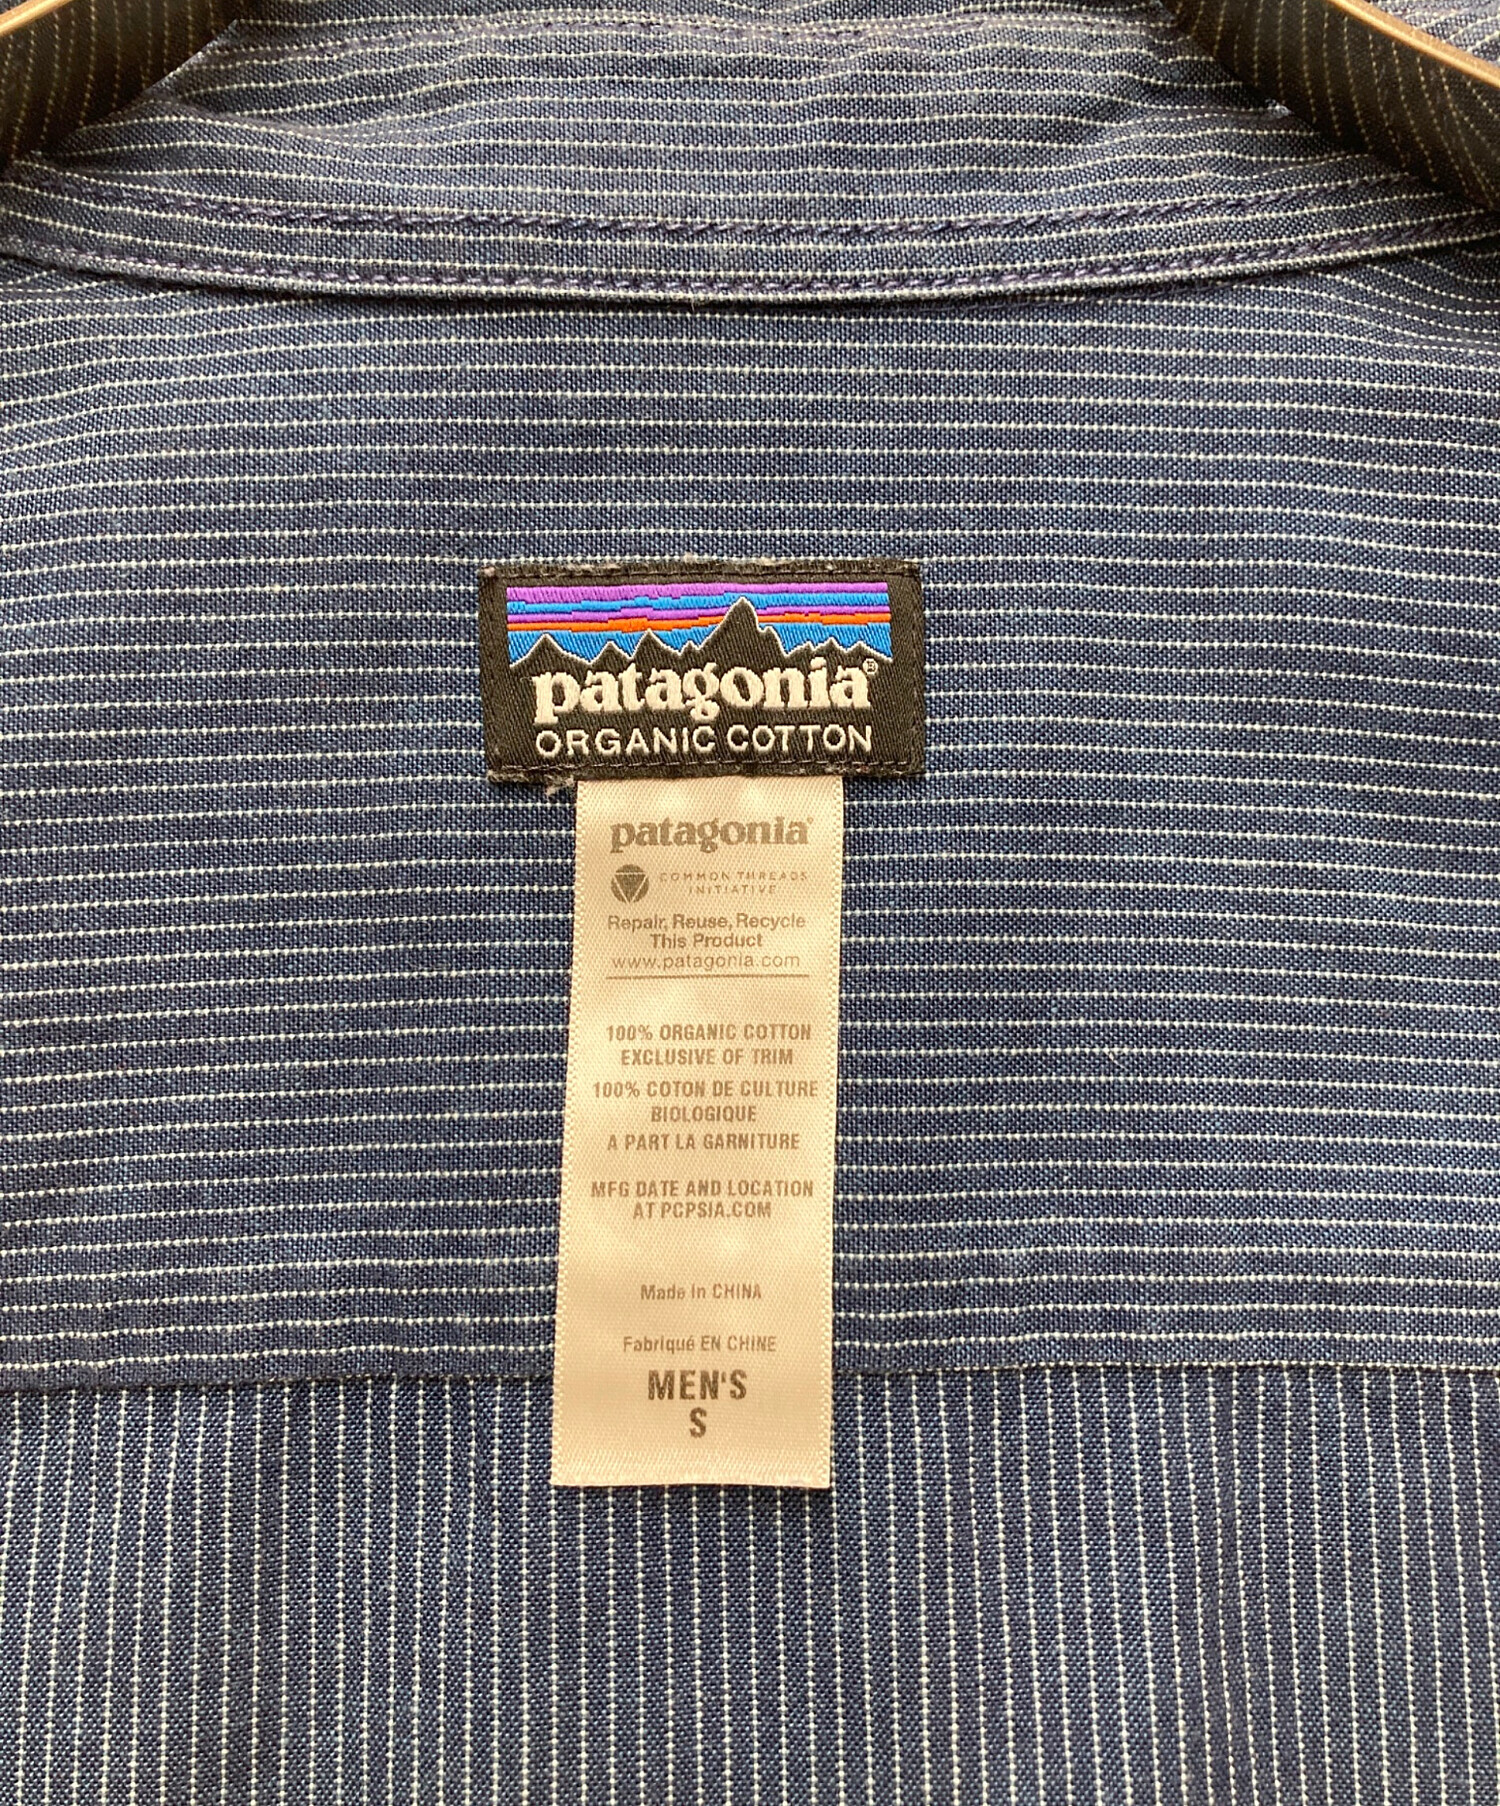 patagonia®
ORGANIC COTTON
patagonia®
COMMON THREADS
INITIATIVE
Repair, Reuse, Recycle
This Product
www.patagonia.com
100% ORGANIC COTTON
EXCLUSIVE OF TRIM
100% COTON DE CULTURE
BIOLOGIQUE
A PART LA GARNITURE
MFG DATE AND LOCATION
AT PCPSIA.COM
Made in CHINA
Fabriqué EN CHINE
MEN'S
S